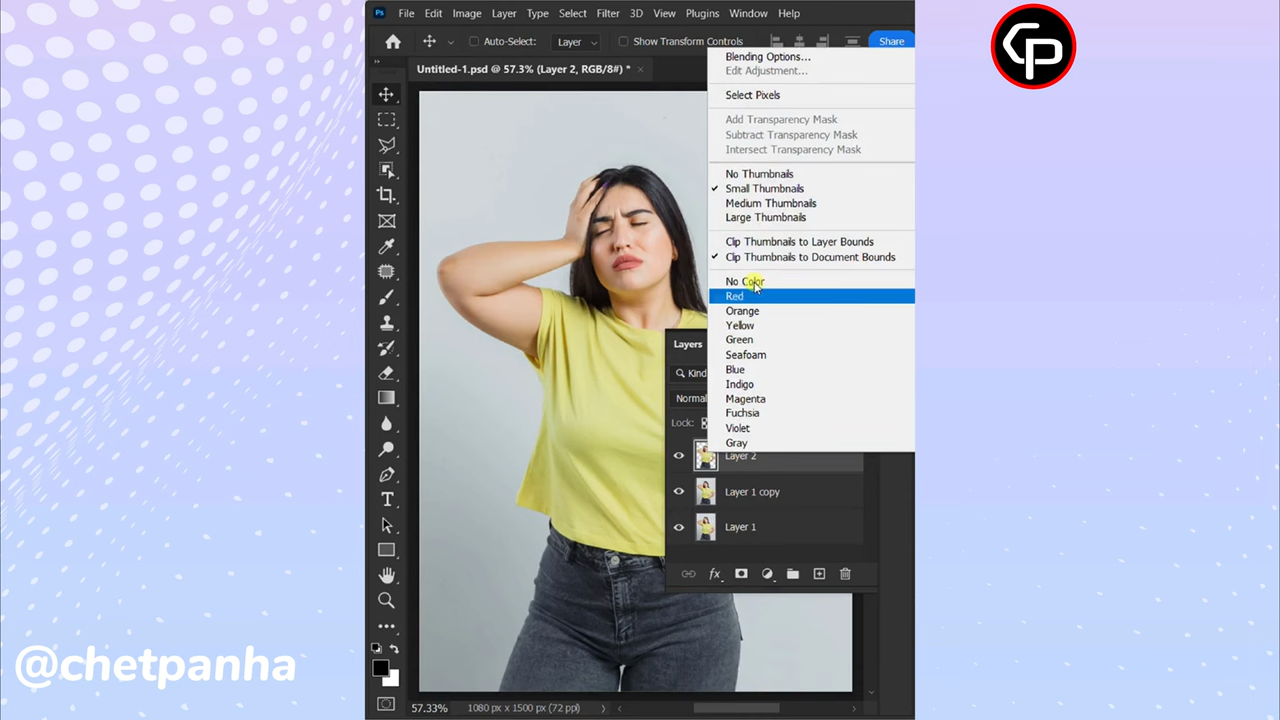 Ps File Edit Image Layer Type Select Filter 3D View Plugins Window Help
Auto-Select: Layer Show Transform Controls Share
Untitled-1.psd @ 57.3% (Layer 2, RGB/8#) * ×
Blending Options...
Edit Adjustment...
Select Pixels
Add Transparency Mask
Subtract Transparency Mask
Intersect Transparency Mask
No Thumbnails
Small Thumbnails
Medium Thumbnails
Large Thumbnails
Clip Thumbnails to Layer Bounds
Clip Thumbnails to Document Bounds
No Color
Red
Orange
Yellow
Green
Seafoam
Blue
Indigo
Magenta
Fuchsia
Violet
Gray
Layers
Kind
Normal
Lock:
Layer 2
Layer 1 copy
Layer 1
fx
57.33% 1080 px x 1500 px (72 ppi)
CP
@chetpanha